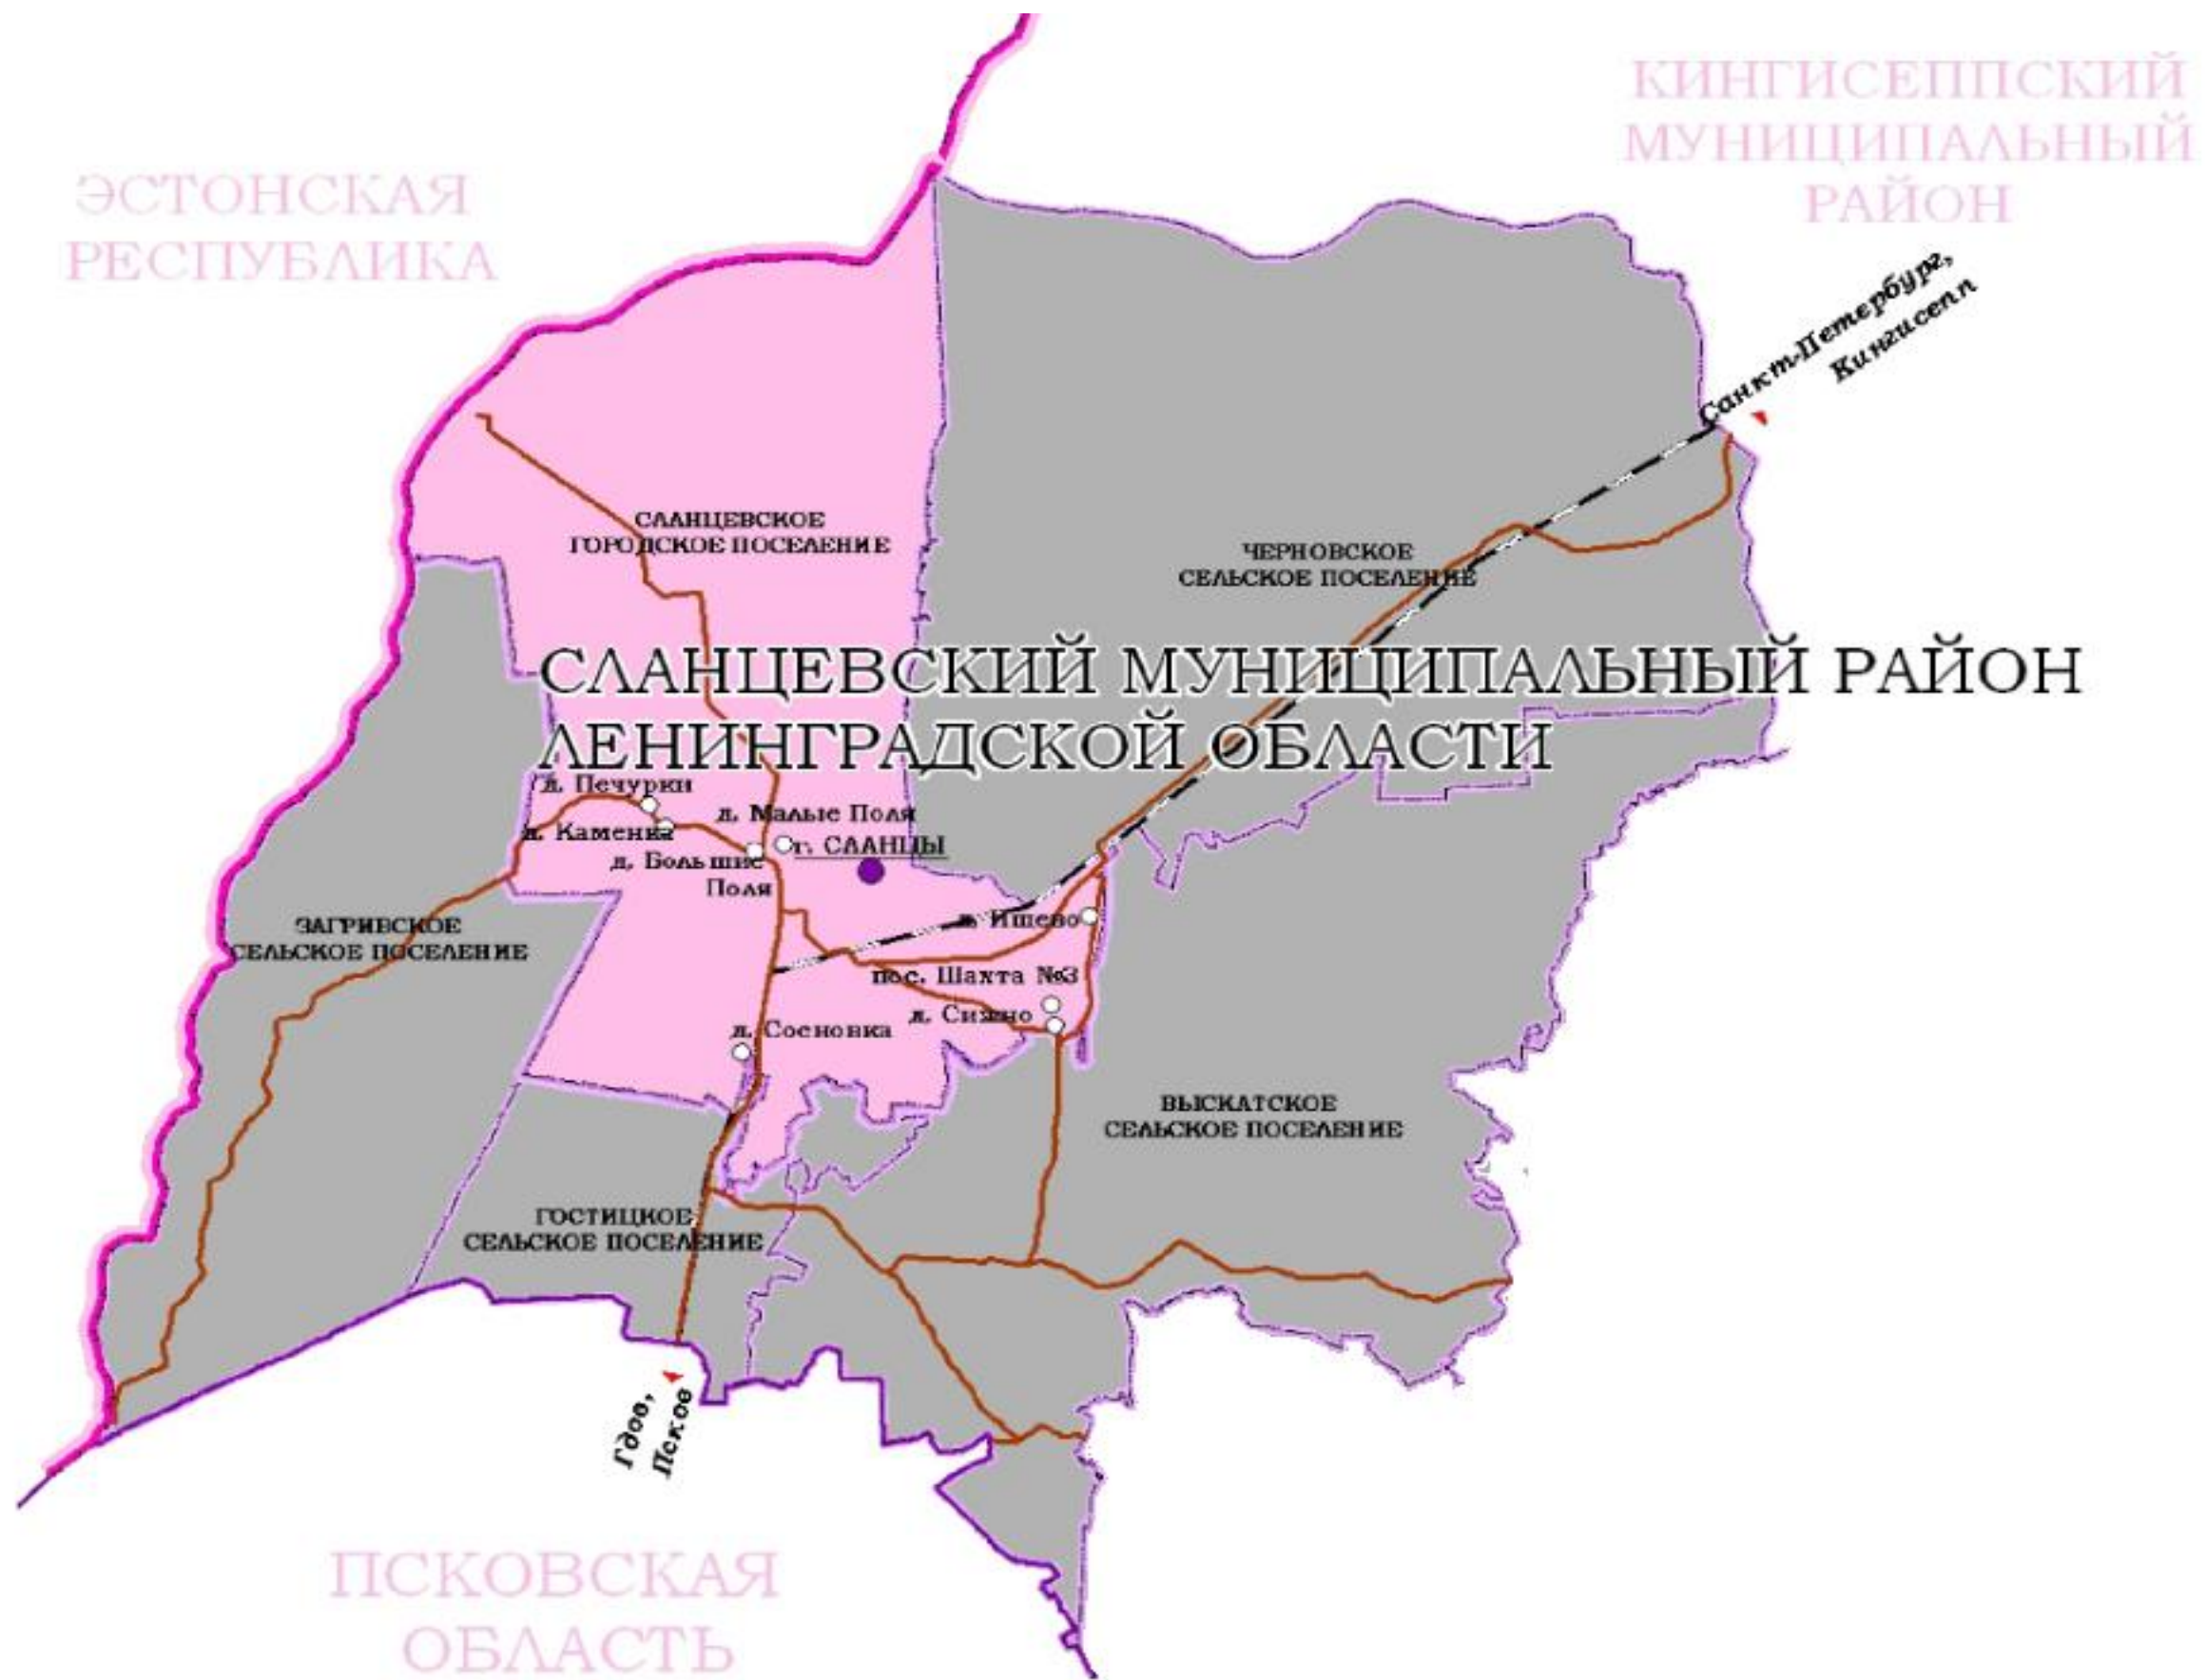 КИНГИСЕППСКИЙ
МУНИЦИПАЛЬНЫЙ
РАЙОН
ЭСТОНСКАЯ
РЕСПУБЛИКА
Санкт-Петербург,
Кингисепп
СЛАНЦЕВСКОЕ
ГОРОДСКОЕ ПОСЕЛЕНИЕ
ЧЕРНОВСКОЕ
СЕЛЬСКОЕ ПОСЕЛЕНИЕ
СЛАНЦЕВСКИЙ МУНИЦИПАЛЬНЫЙ РАЙОН
ЛЕНИНГРАДСКОЙ ОБЛАСТИ
д. Печурки
д. Малые Поля
д. Каменка
г. СЛАНЦЫ
д. Большие
Поля
ЗАГРИВСКОЕ
СЕЛЬСКОЕ ПОСЕЛЕНИЕ
д. Ищево
пос. Шахта №3
д. Сижно
д. Сосновка
ВЫСКАТСКОЕ
СЕЛЬСКОЕ ПОСЕЛЕНИЕ
ГОСТИЦКОЕ
СЕЛЬСКОЕ ПОСЕЛЕНИЕ
Гдов,
Псков
ПСКОВСКАЯ
ОБЛАСТЬ